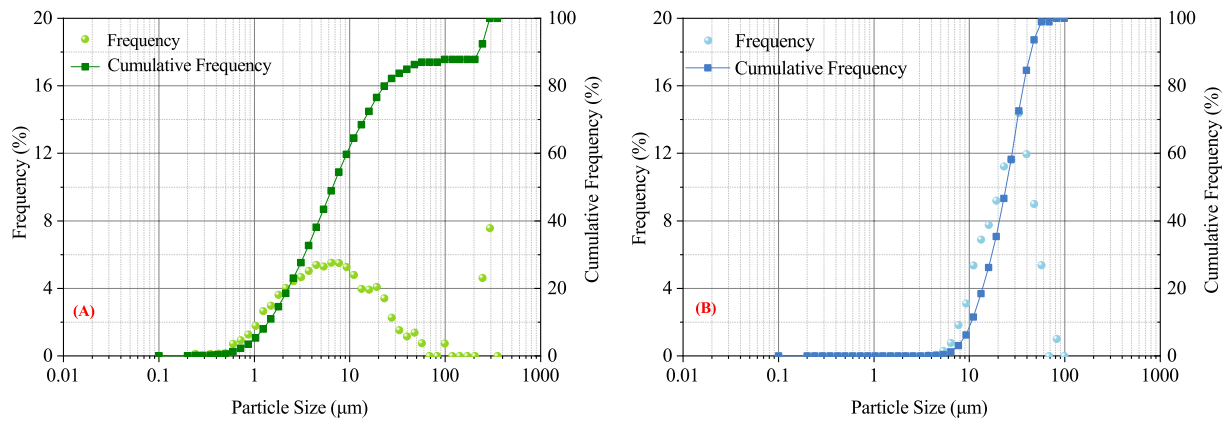 20
16
12
8
4
0
Frequency (%)
Frequency
Cumulative Frequency
(A)
100
80
60
40
20
0
Cumulative Frequency (%)
0.01 0.1 1 10 100 1000
Particle Size (μm)
20
16
12
8
4
0
Frequency (%)
Frequency
Cumulative Frequency
(B)
100
80
60
40
20
0
Cumulative Frequency (%)
0.01 0.1 1 10 100 1000
Particle Size (μm)